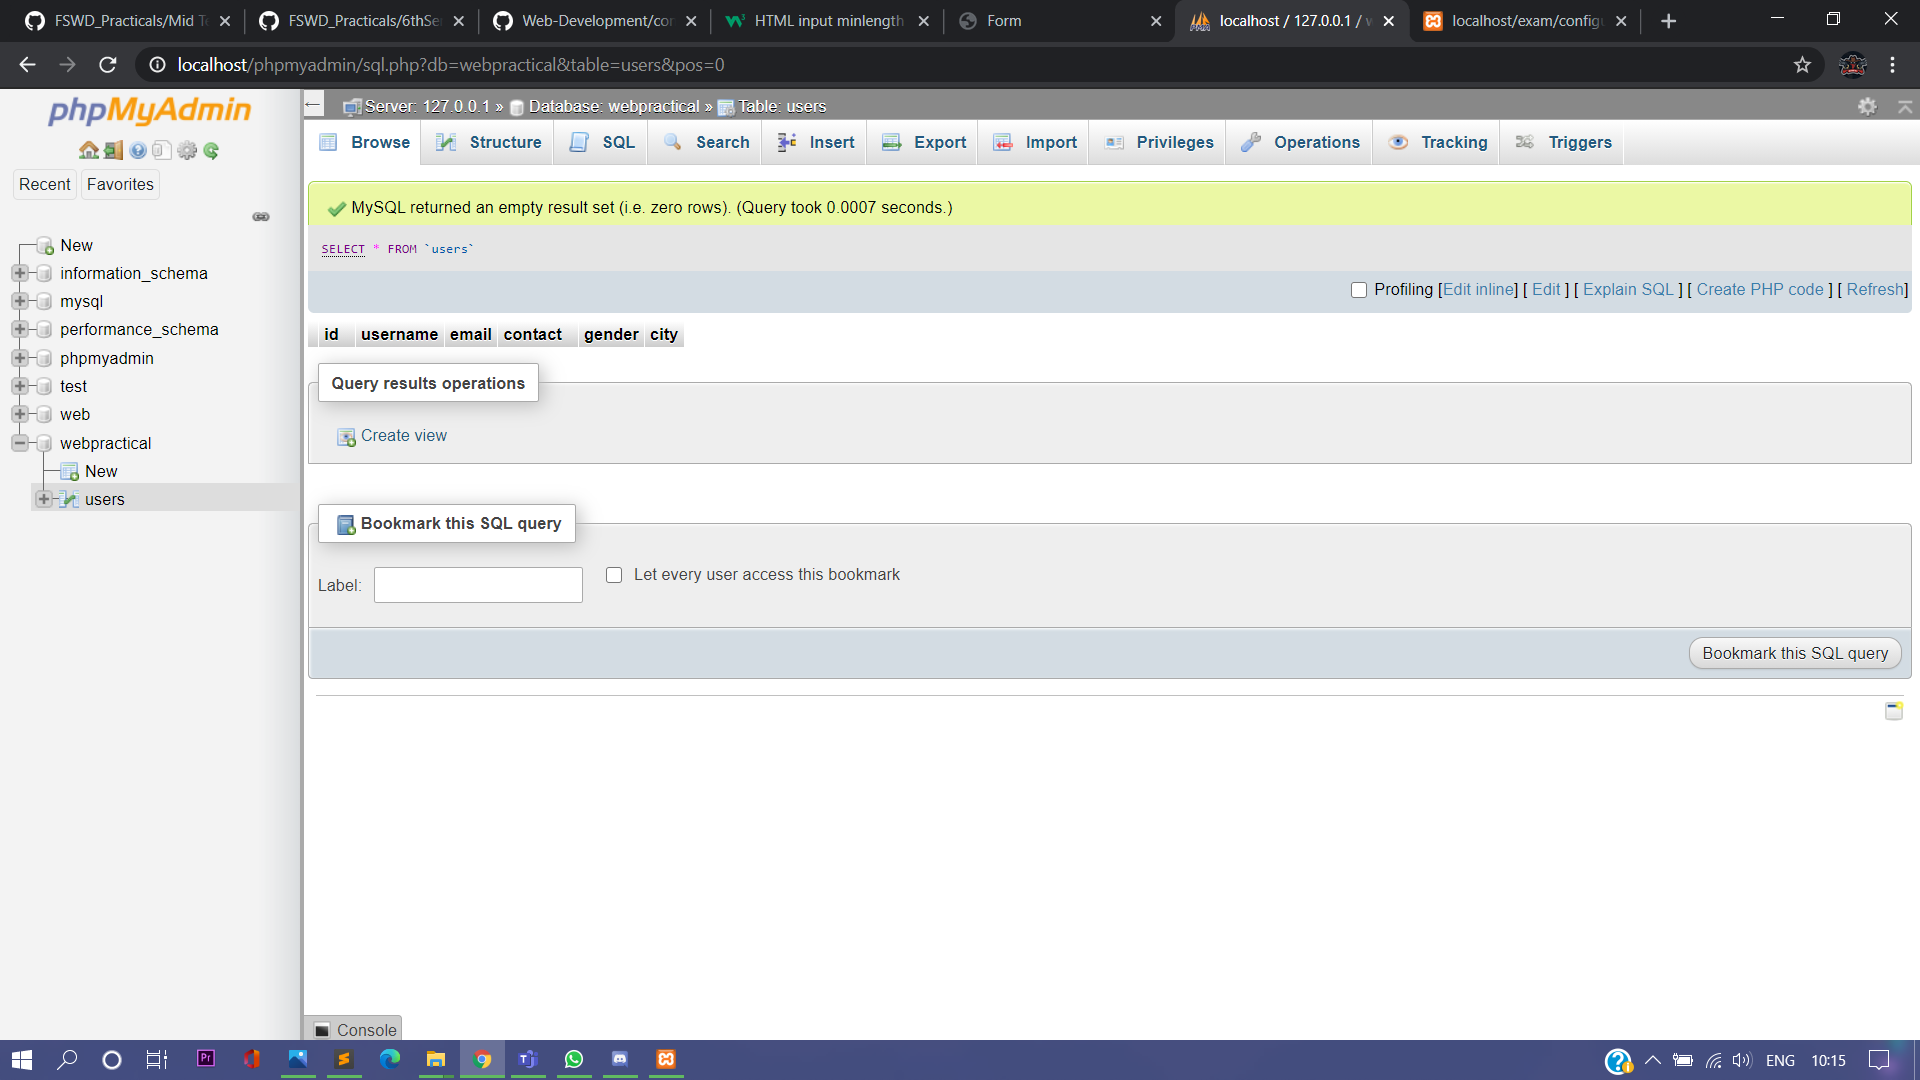 FSWD_Practicals/Mid T
FSWD_Practicals/6thSe
Web-Development/con
HTML input minlength
Form
localhost / 127.0.0.1 / w
localhost/exam/config
localhost/phpmyadmin/sql.php?db=webpractical&table=users&pos=0
phpMyAdmin
Recent
Favorites
New
information_schema
mysql
performance_schema
phpmyadmin
test
web
webpractical
New
users
Server: 127.0.0.1 » Database: webpractical » Table: users
Browse
Structure
SQL
Search
Insert
Export
Import
Privileges
Operations
Tracking
Triggers
MySQL returned an empty result set (i.e. zero rows). (Query took 0.0007 seconds.)
SELECT * FROM `users`
Profiling [Edit inline] [ Edit ] [ Explain SQL ] [ Create PHP code ] [ Refresh]
id username email contact gender city
Query results operations
Create view
Bookmark this SQL query
Label:
Let every user access this bookmark
Bookmark this SQL query
Console
Pr
ENG
10:15